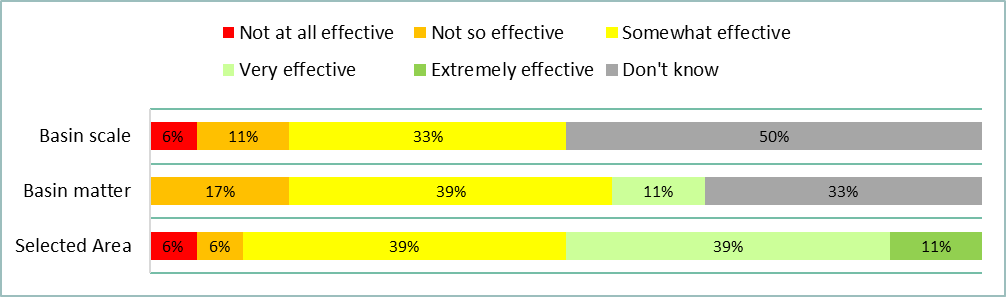 Not at all effective Not so effective Somewhat effective
Very effective Extremely effective Don't know
Basin scale 6% 11% 33% 50%
Basin matter 17% 39% 11% 33%
Selected Area 6% 6% 39% 39% 11%